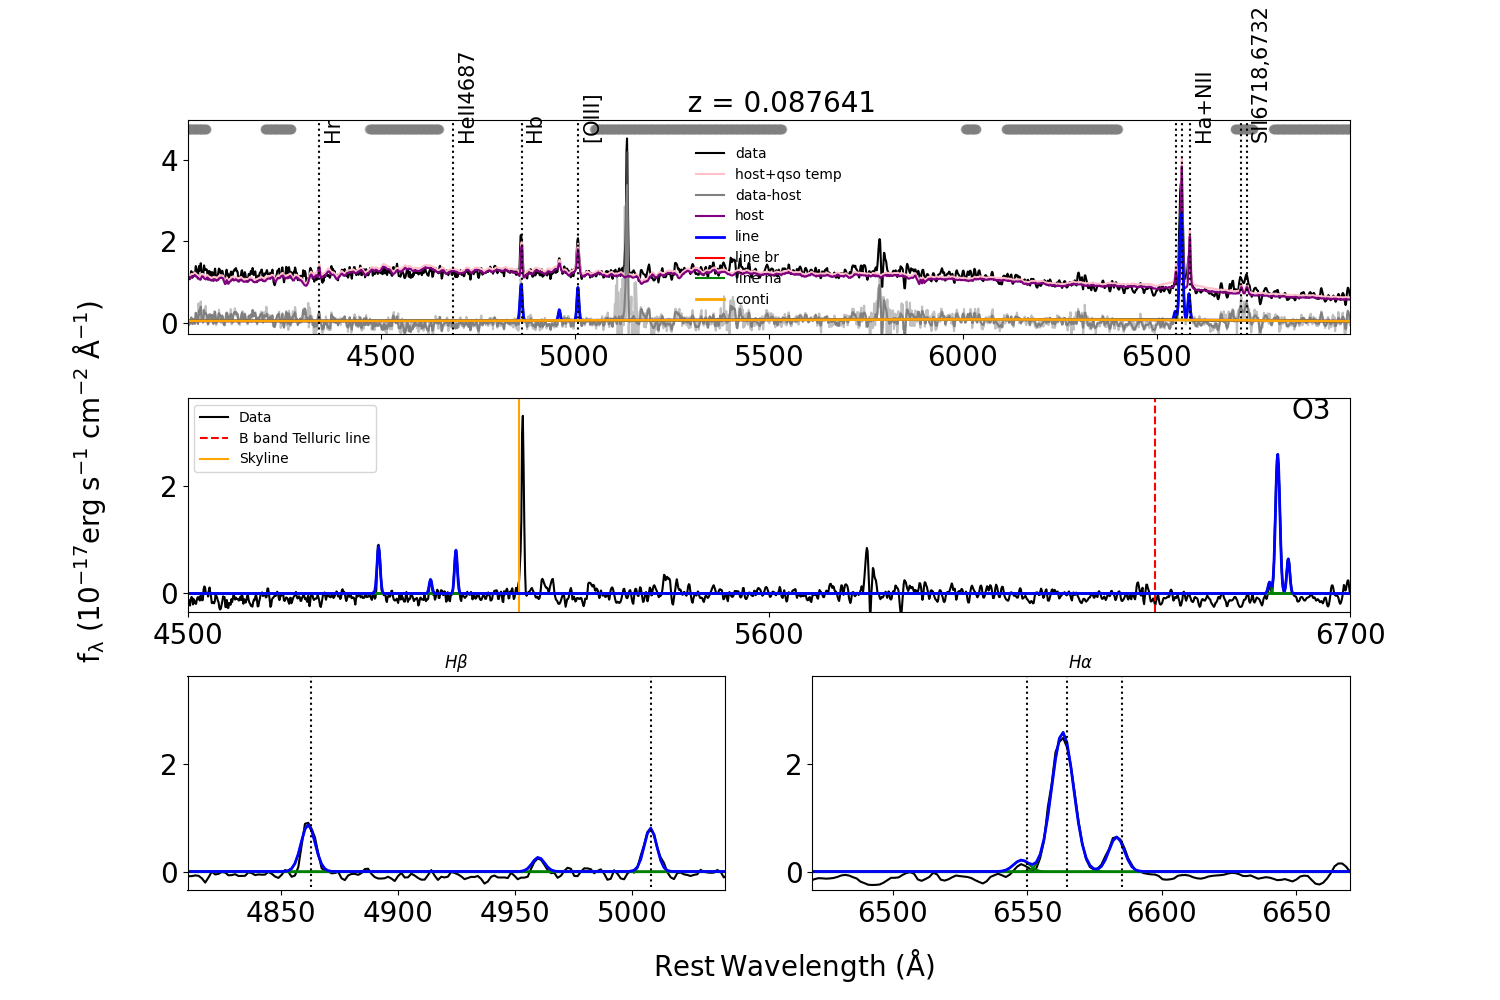 z = 0.087641
Hr
HeII4687
Hb
[OIII]
Ha+NII
SII6718,6732
data
host+qso temp
data-host
host
line
line br
line na
conti
4
2
0
4500
5000
5500
6000
6500
O3
Data
B band Telluric line
Skyline
2
0
4500
5600
6700
fλ (10−17erg s−1 cm−2 Å−1)
Hβ
2
0
4850
4900
4950
5000
Hα
2
0
6500
6550
6600
6650
Rest Wavelength (Å)